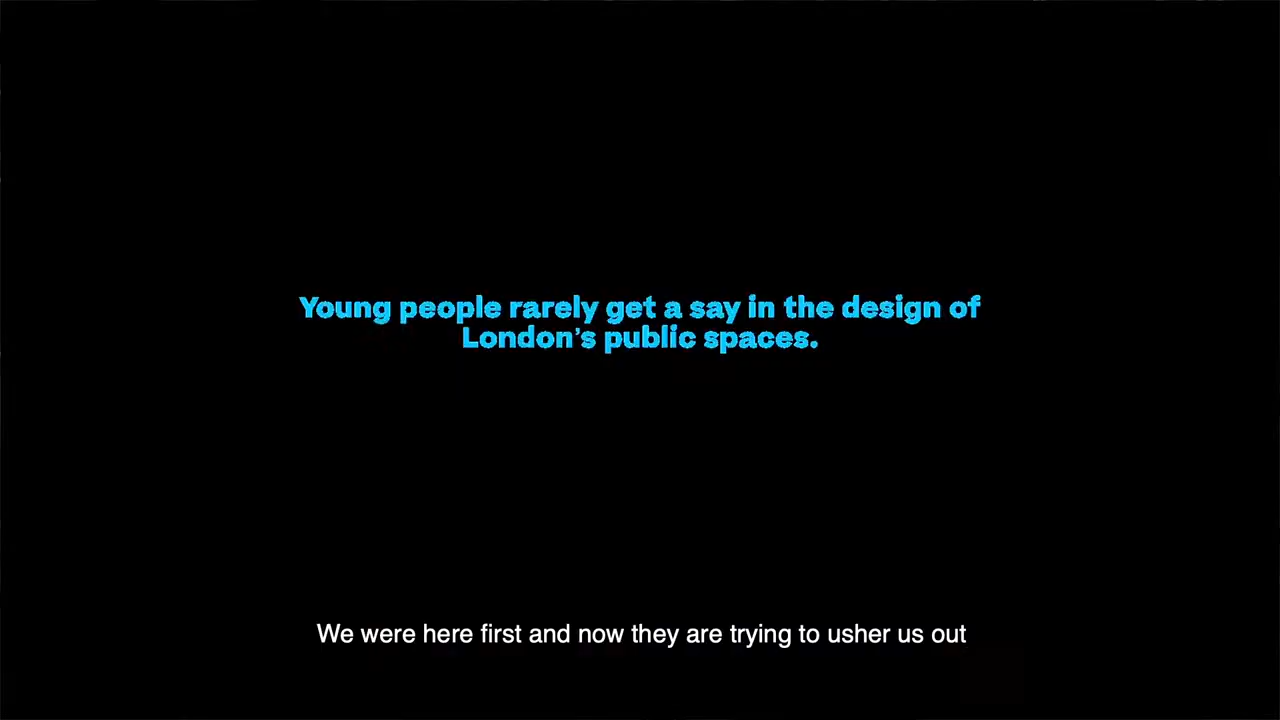 Young people rarely get a say in the design of
London's public spaces.
We were here first and now they are trying to usher us out